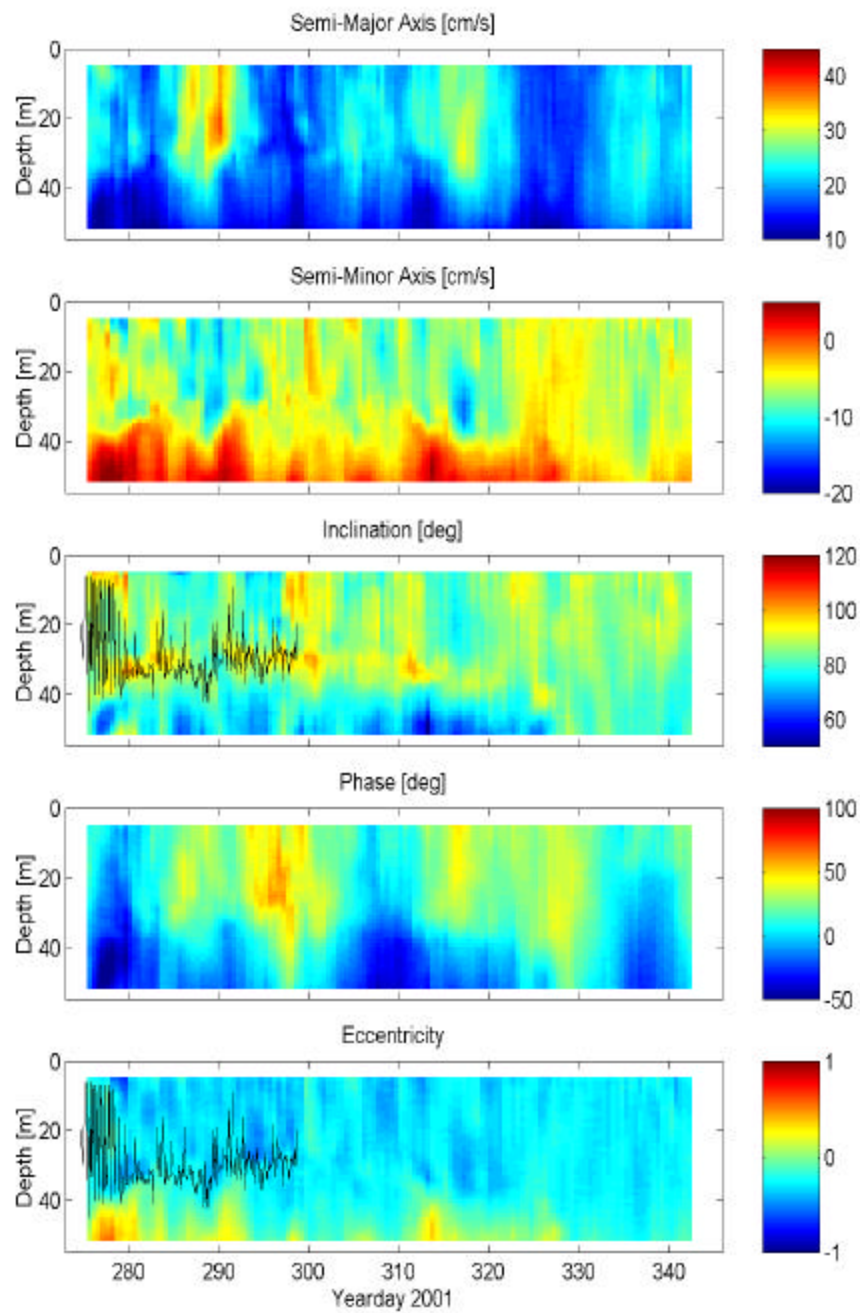 Semi-Major Axis [cm/s]
0
20
40
Depth [m]
40
30
20
10
Semi-Minor Axis [cm/s]
0
20
40
Depth [m]
0
-10
-20
Inclination [deg]
0
20
40
Depth [m]
120
100
80
60
Phase [deg]
0
20
40
Depth [m]
100
50
0
-50
Eccentricity
0
20
40
Depth [m]
1
0
-1
280 290 300 310 320 330 340
Yearday 2001